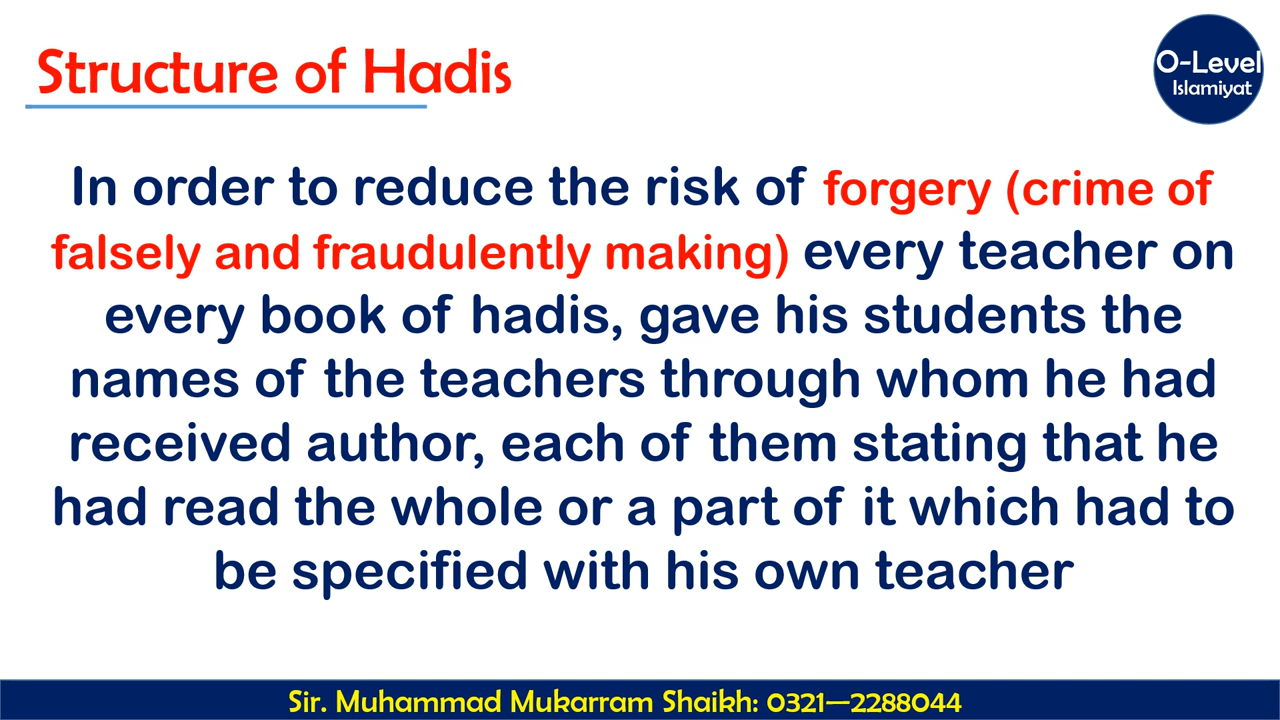 Structure of Hadis
O-Level
Islamiyat
In order to reduce the risk of forgery (crime of
falsely and fraudulently making) every teacher on
every book of hadis, gave his students the
names of the teachers through whom he had
received author, each of them stating that he
had read the whole or a part of it which had to
be specified with his own teacher
Sir. Muhammad Mukarram Shaikh: 0321—2288044